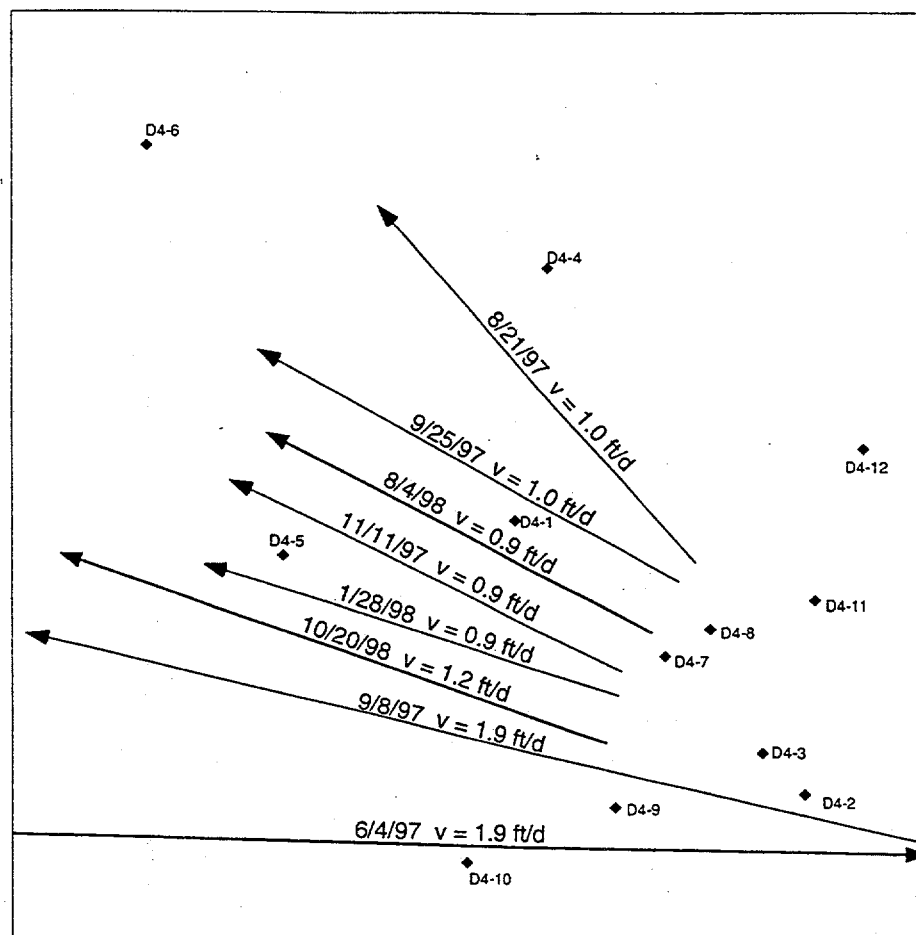 D4-6
D4-4
8/21/97 v = 1.0 ft/d
9/25/97 v = 1.0 ft/d
D4-12
8/4/98 v = 0.9 ft/d
D4-1
11/11/97 v = 0.9 ft/d
D4-5
1/28/98 v = 0.9 ft/d
D4-11
10/20/98 v = 1.2 ft/d
D4-8
D4-7
9/8/97 v = 1.9 ft/d
D4-3
D4-2
D4-9
6/4/97 v = 1.9 ft/d
D4-10